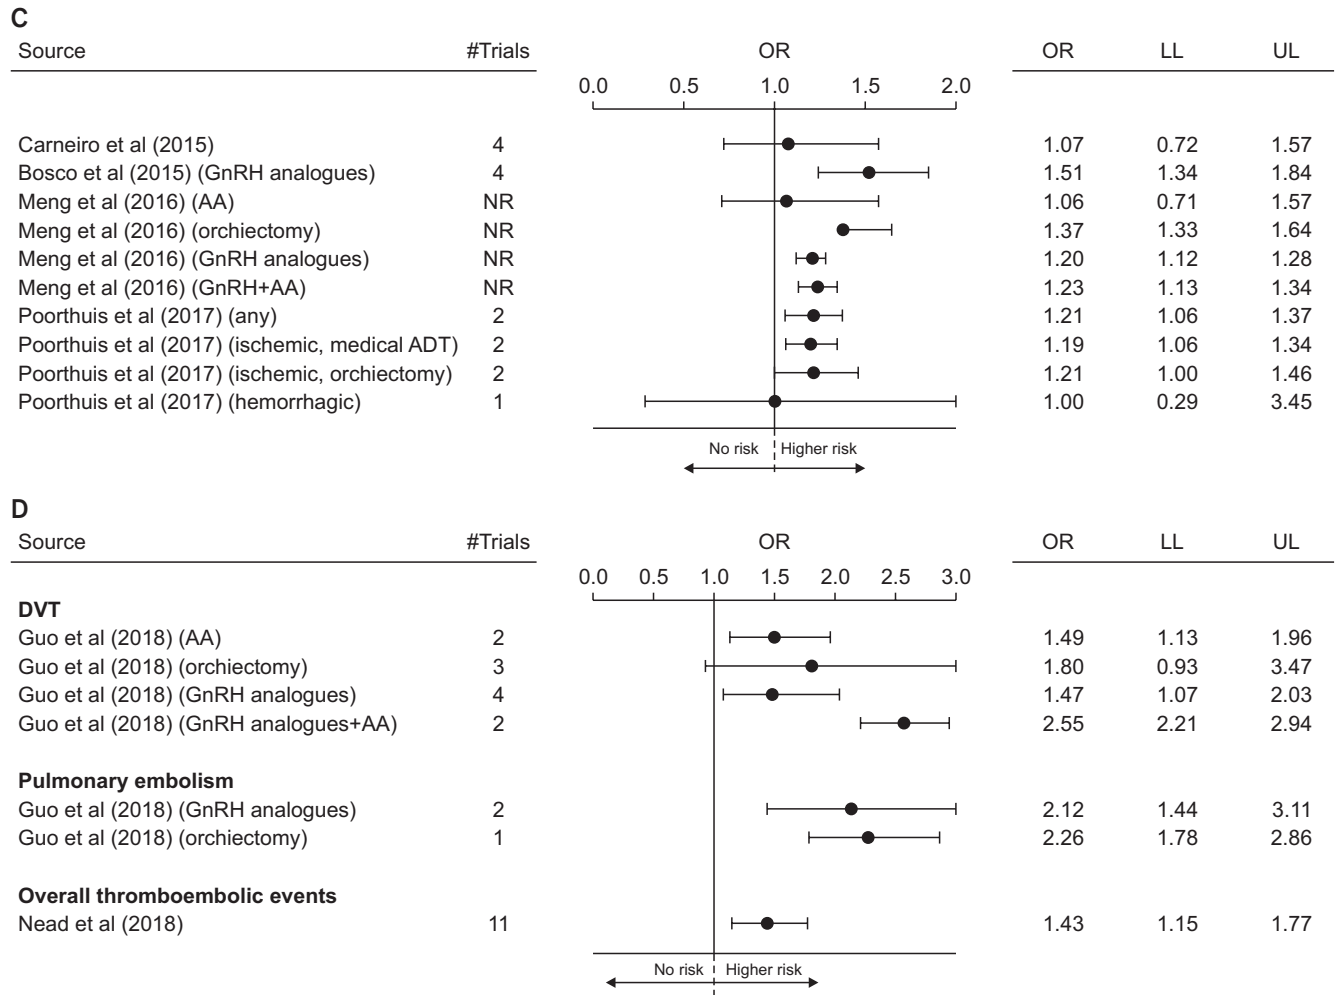 C
Source #Trials OR OR LL UL
0.0 0.5 1.0 1.5 2.0
Carneiro et al (2015) 4 1.07 0.72 1.57
Bosco et al (2015) (GnRH analogues) 4 1.51 1.34 1.84
Meng et al (2016) (AA) NR 1.06 0.71 1.57
Meng et al (2016) (orchiectomy) NR 1.37 1.33 1.64
Meng et al (2016) (GnRH analogues) NR 1.20 1.12 1.28
Meng et al (2016) (GnRH+AA) NR 1.23 1.13 1.34
Poorthuis et al (2017) (any) 2 1.21 1.06 1.37
Poorthuis et al (2017) (ischemic, medical ADT) 2 1.19 1.06 1.34
Poorthuis et al (2017) (ischemic, orchiectomy) 2 1.21 1.00 1.46
Poorthuis et al (2017) (hemorrhagic) 1 1.00 0.29 3.45
No risk Higher risk
D
Source #Trials OR OR LL UL
0.0 0.5 1.0 1.5 2.0 2.5 3.0
DVT
Guo et al (2018) (AA) 2 1.49 1.13 1.96
Guo et al (2018) (orchiectomy) 3 1.80 0.93 3.47
Guo et al (2018) (GnRH analogues) 4 1.47 1.07 2.03
Guo et al (2018) (GnRH analogues+AA) 2 2.55 2.21 2.94
Pulmonary embolism
Guo et al (2018) (GnRH analogues) 2 2.12 1.44 3.11
Guo et al (2018) (orchiectomy) 1 2.26 1.78 2.86
Overall thromboembolic events
Nead et al (2018) 11 1.43 1.15 1.77
No risk Higher risk